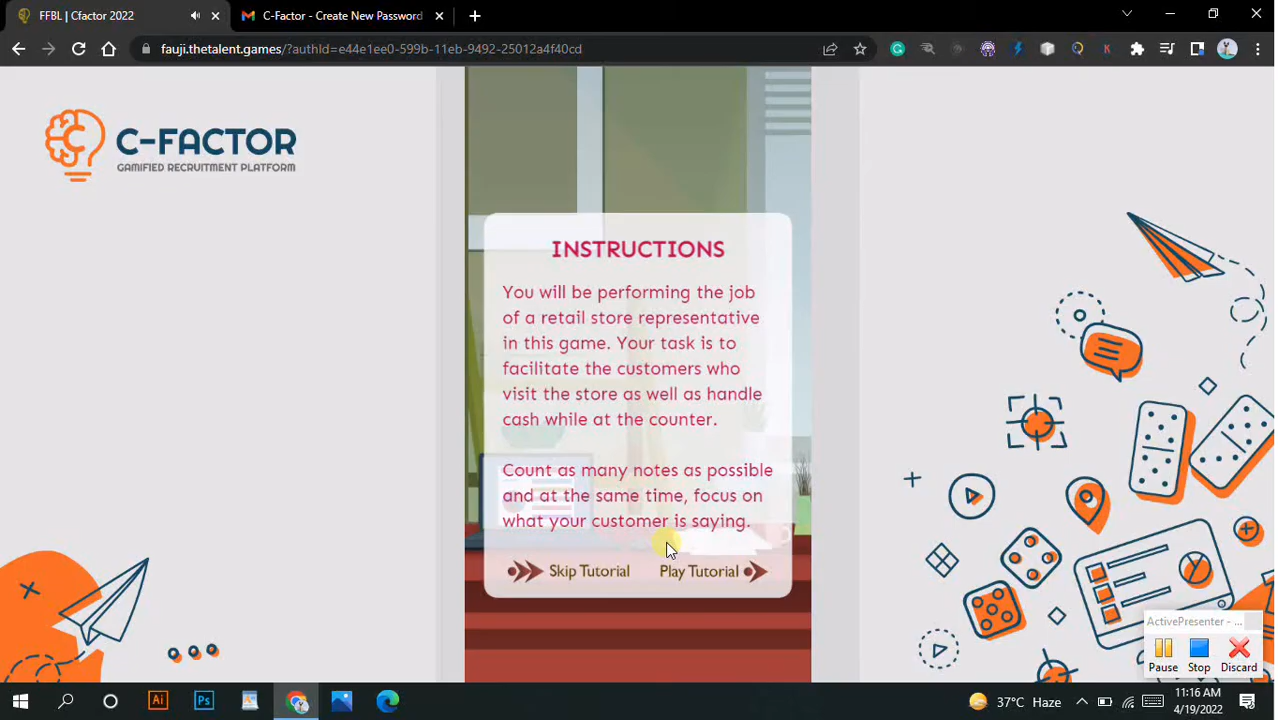 FFBL | Cfactor 2022
C-Factor - Create New Password
fauji.thetalent.games/?authId=e44e1ee0-599b-11eb-9492-25012a4f40cd
C-FACTOR
GAMIFIED RECRUITMENT PLATFORM
INSTRUCTIONS
You will be performing the job
of a retail store representative
in this game. Your task is to
facilitate the customers who
visit the store as well as handle
cash while at the counter.
Count as many notes as possible
and at the same time, focus on
what your customer is saying.
Skip Tutorial
Play Tutorial
ActivePresenter - ...
Pause
Stop
Discard
Ai
Ps
37°C Haze
11:16 AM
4/19/2022